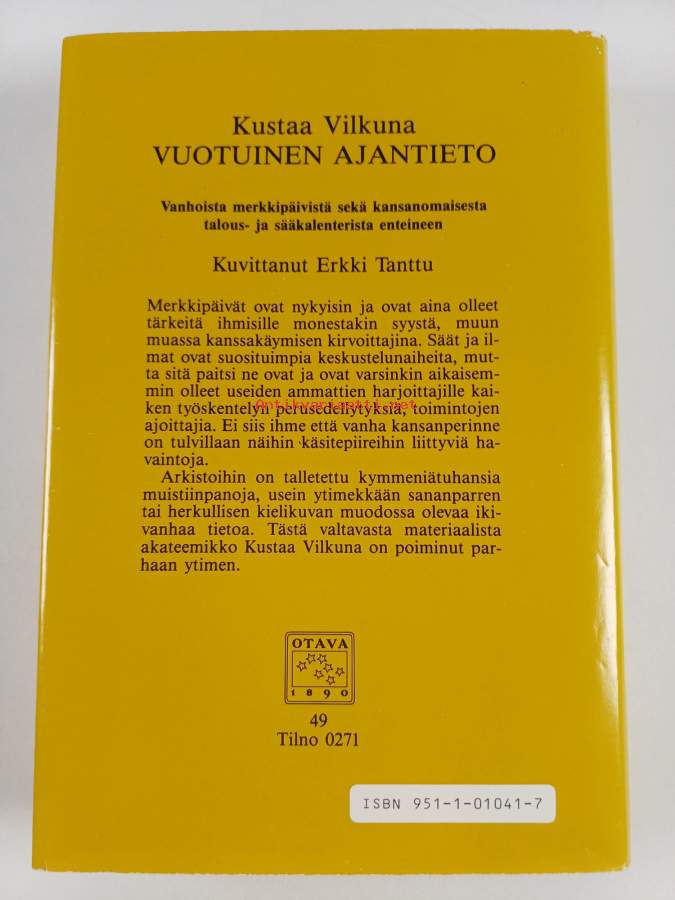 Kustaa Vilkuna
VUOTUINEN AJANTIETO
Vanhoista merkkipäivistä sekä kansanomaisesta
talous- ja sääkalenterista enteineen
Kuvittanut Erkki Tanttu
Merkkipäivät ovat nykyisin ja ovat aina olleet
tärkeitä ihmisille monestakin syystä, muun
muassa kanssakäymisen kirvoittajina. Säät ja il-
mat ovat suosituimpia keskustelunaiheita, mut-
ta sitä paitsi ne ovat ja ovat varsinkin aikaisem-
min olleet useiden ammattien harjoittajille kai-
Antikvariaatti.net
ken työskentelyn perusedellytyksiä, toimintojen
ajoittajia. Ei siis ihme että vanha kansanperinne
on tulvillaan näihin käsitepiireihin liittyviä ha-
vaintoja.
Arkistoihin on talletettu kymmeniätuhansia
muistiinpanoja, usein ytimekkään sananparren
tai herkullisen kielikuvan muodossa olevaa iki-
vanhaa tietoa. Tästä valtavasta materiaalista
akateemikko Kustaa Vilkuna on poiminut par-
haan ytimen.
OTAVA
1890
49
Tilno 0271
ISBN 951-1-01041-7